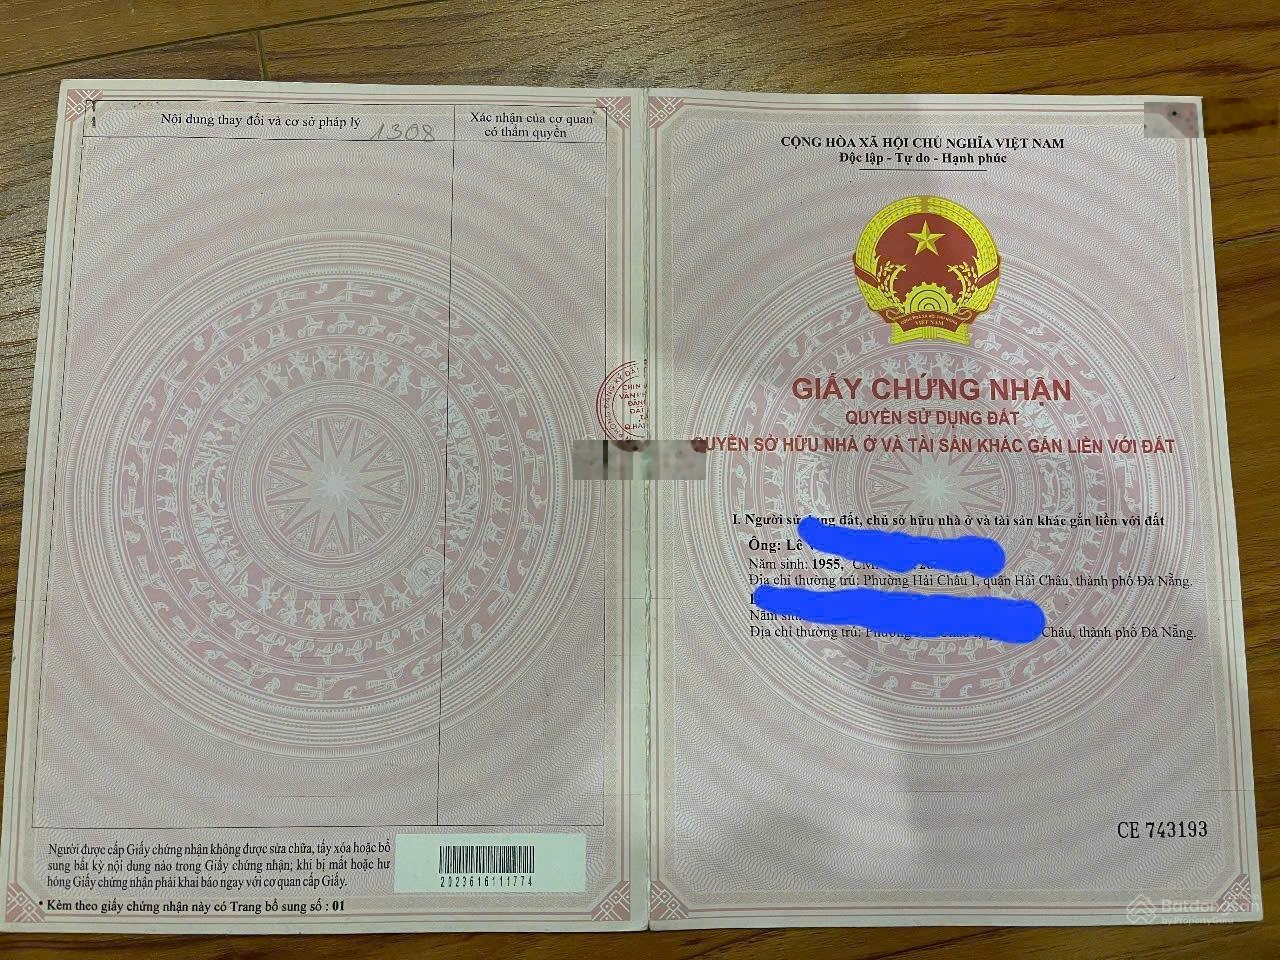 Nội dung thay đổi và cơ sở pháp lý
1308
Xác nhận của cơ quan
có thẩm quyền
Người được cấp Giấy chứng nhận không được sửa chữa, tẩy xóa hoặc bổ
sung bất kỳ nội dung nào trong Giấy chứng nhận; khi bị mất hoặc hư
hỏng Giấy chứng nhận phải khai báo ngay với cơ quan cấp Giấy.
2023616111774
* Kèm theo giấy chứng nhận này có Trang bổ sung số : 01
CỘNG HÒA XÃ HỘI CHỦ NGHĨA VIỆT NAM
Độc lập - Tự do - Hạnh phúc
VIỆT NAM
GIẤY CHỨNG NHẬN
QUYỀN SỬ DỤNG ĐẤT
QUYỀN SỞ HỮU NHÀ Ở VÀ TÀI SẢN KHÁC GẮN LIỀN VỚI ĐẤT
I. Người sử dụng đất, chủ sở hữu nhà ở và tài sản khác gắn liền với đất
Ông: Lê
Năm sinh: 1955,
Địa chỉ thường trú: Phường Hải Châu 1, quận Hải Châu, thành phố Đà Nẵng.
Năm sinh
Địa chỉ thường trú: Châu, thành phố Đà Nẵng.
CE 743193
Batdongsan
by PropertyGuru